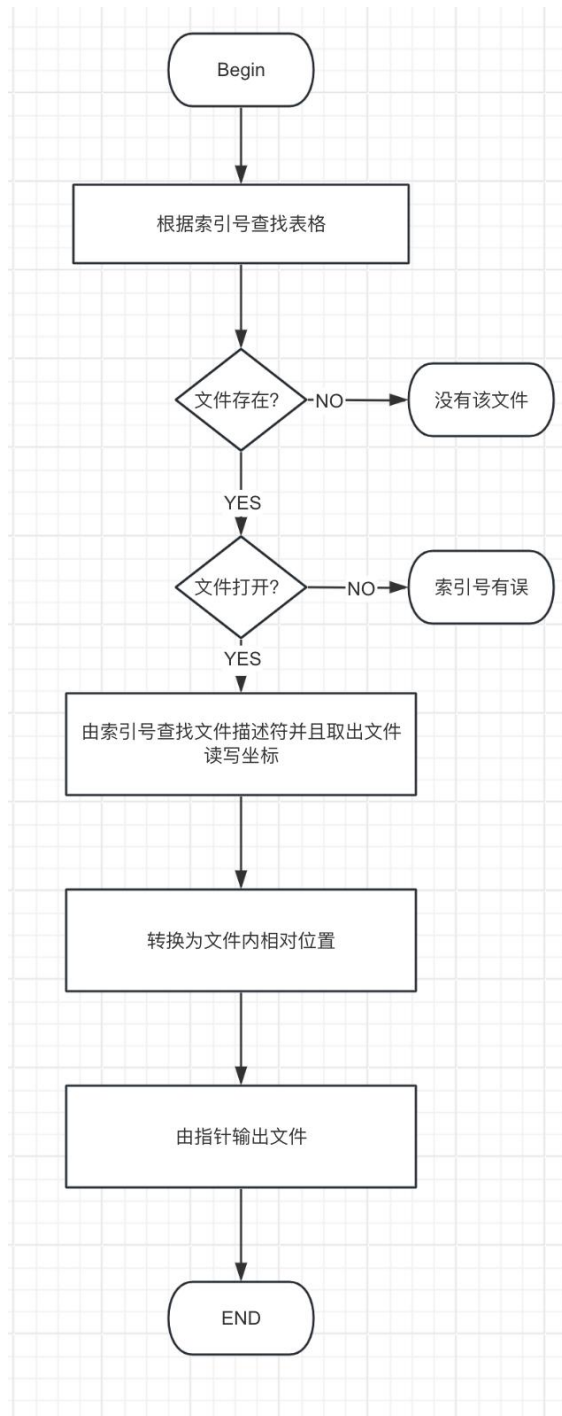 Begin
根据索引号查找表格
文件存在?
NO
没有该文件
YES
文件打开?
NO
索引号有误
YES
由索引号查找文件描述符并且取出文件
读写坐标
转换为文件内相对位置
由指针输出文件
END